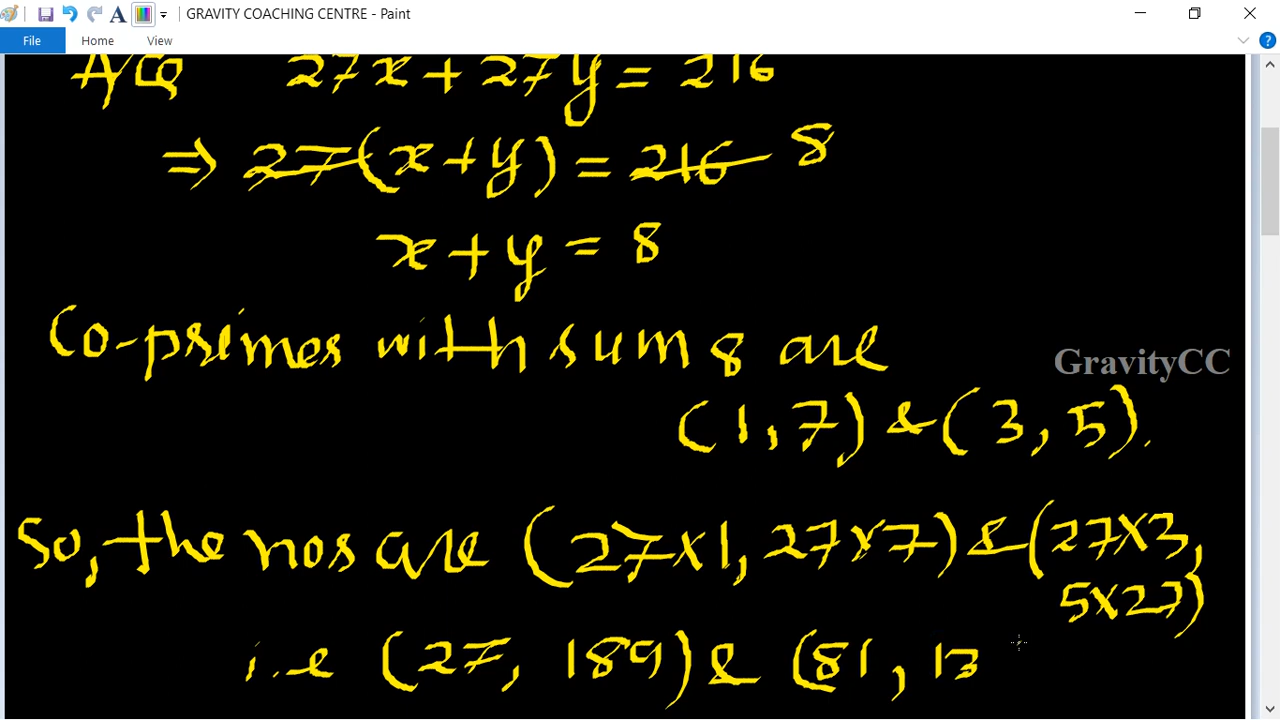 GRAVITY COACHING CENTRE - Paint
File Home View
A/CQ 27x + 27y = 216
⇒ 27(x + y) = 216 8
x + y = 8
Co-primes with sum 8 are
GravityCC
(1, 7) & (3, 5).
So, the nos are (27×1, 27×7) & (27×3,
5×27)
i.e (27, 189) & (81, 13